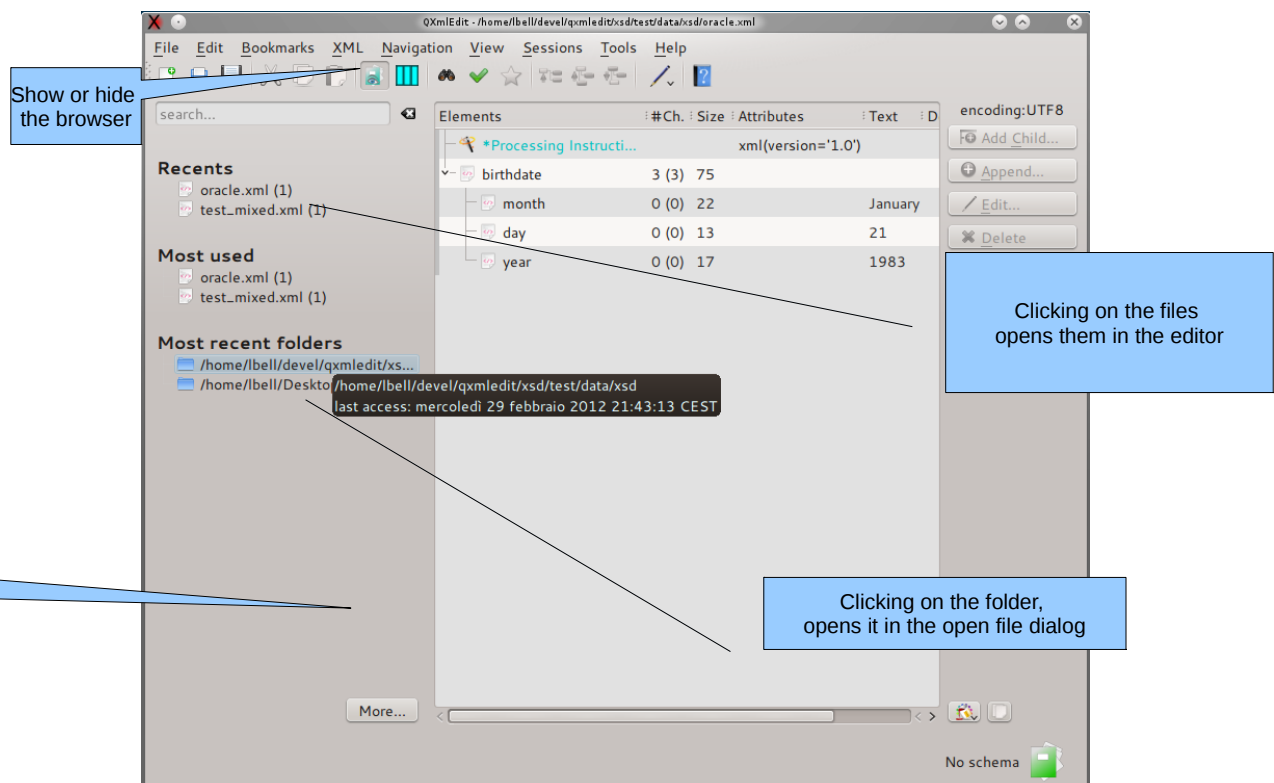 QXmlEdit - /home/lbell/devel/qxmledit/xsd/test/data/xsd/oracle.xml
File Edit Bookmarks XML Navigation View Sessions Tools Help
Show or hide
the browser
search...
Recents
oracle.xml (1)
test_mixed.xml (1)
Most used
oracle.xml (1)
test_mixed.xml (1)
Most recent folders
/home/lbell/devel/qxmledit/xs...
/home/lbell/Deskto
/home/lbell/devel/qxmledit/xsd/test/data/xsd
last access: mercoledì 29 febbraio 2012 21:43:13 CEST
More...
Elements #Ch. Size Attributes Text D
*Processing Instructi... xml(version='1.0')
birthdate 3 (3) 75
month 0 (0) 22 January
day 0 (0) 13 21
year 0 (0) 17 1983
encoding:UTF8
Add Child...
Append...
Edit...
Delete
Clicking on the files
opens them in the editor
Clicking on the folder,
opens it in the open file dialog
No schema